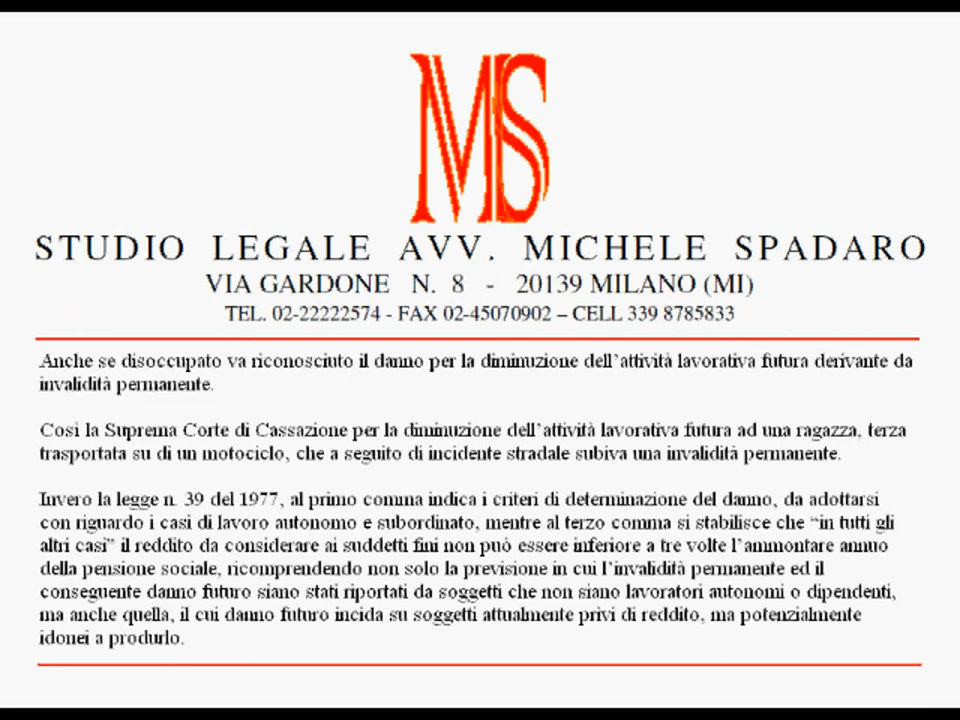 MS
STUDIO LEGALE AVV. MICHELE SPADARO
VIA GARDONE N. 8 - 20139 MILANO (MI)
TEL. 02-22222574 - FAX 02-45070902 – CELL 339 8785833
Anche se disoccupato va riconosciuto il danno per la diminuzione dell'attività lavorativa futura derivante da
invalidità permanente.
Così la Suprema Corte di Cassazione per la diminuzione dell'attività lavorativa futura ad una ragazza, terza
trasportata su di un motociclo, che a seguito di incidente stradale subiva una invalidità permanente.
Invero la legge n. 39 del 1977, al primo comma indica i criteri di determinazione del danno, da adottarsi
con riguardo i casi di lavoro autonomo e subordinato, mentre al terzo comma si stabilisce che “in tutti gli
altri casi” il reddito da considerare ai suddetti fini non può essere inferiore a tre volte l'ammontare annuo
della pensione sociale, ricomprendendo non solo la previsione in cui l'invalidità permanente ed il
conseguente danno futuro siano stati riportati da soggetti che non siano lavoratori autonomi o dipendenti,
ma anche quella, il cui danno futuro incida su soggetti attualmente privi di reddito, ma potenzialmente
idonei a produrlo.